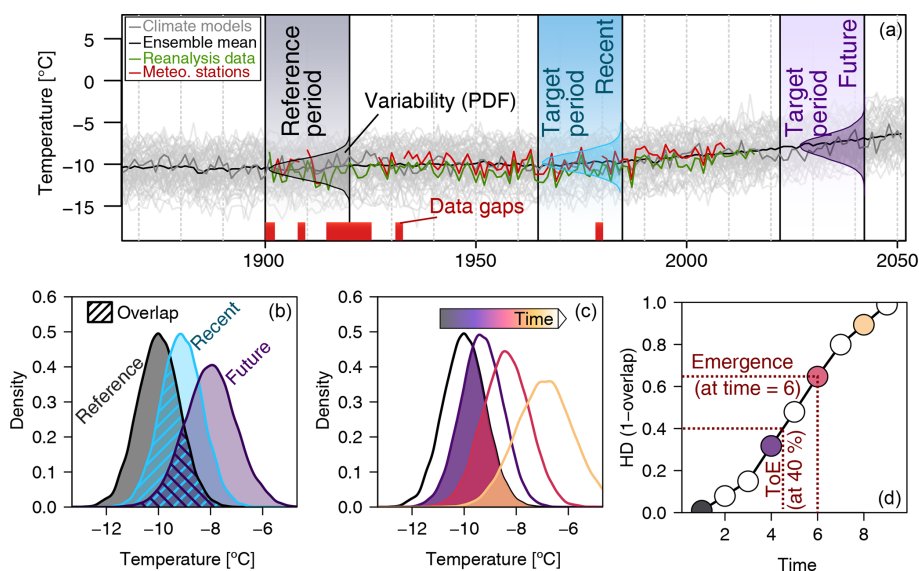 (a)
Climate models
Ensemble mean
Reanalysis data
Meteo. stations
Temperature [°C]
5
0
−5
−10
−15
Reference
period
Variability (PDF)
Target
period
Recent
Target
period
Future
Data gaps
1900
1950
2000
2050
(b)
Overlap
Reference
Recent
Future
Density
0.6
0.5
0.4
0.3
0.2
0.1
0.0
−12
−10
−8
−6
Temperature [°C]
(c)
Time
Density
0.6
0.5
0.4
0.3
0.2
0.1
0.0
−12
−10
−8
−6
Temperature [°C]
(d)
HD (1−overlap)
1.0
0.8
0.6
0.4
0.2
0.0
Emergence
(at time = 6)
ToE
(at 40 %)
2
4
6
8
Time